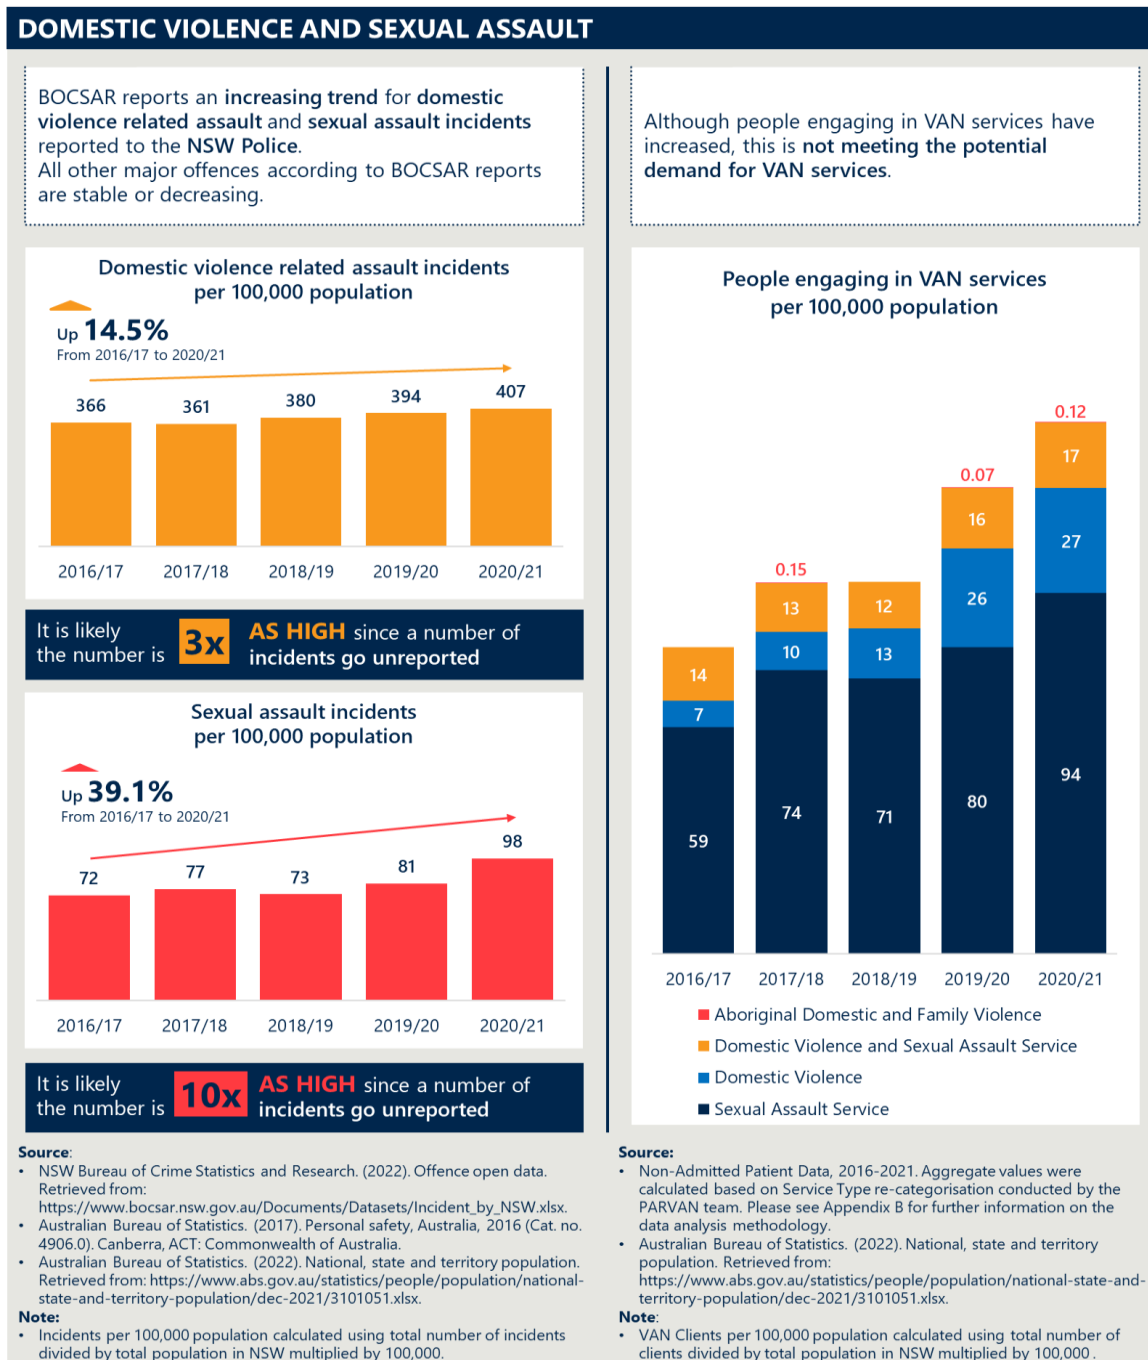 DOMESTIC VIOLENCE AND SEXUAL ASSAULT
BOCSAR reports an increasing trend for domestic
violence related assault and sexual assault incidents
reported to the NSW Police.
All other major offences according to BOCSAR reports
are stable or decreasing.
Domestic violence related assault incidents
per 100,000 population
Up 14.5%
From 2016/17 to 2020/21
366
361
380
394
407
2016/17
2017/18
2018/19
2019/20
2020/21
It is likely
the number is
3x
AS HIGH since a number of
incidents go unreported
Sexual assault incidents
per 100,000 population
Up 39.1%
From 2016/17 to 2020/21
72
77
73
81
98
2016/17
2017/18
2018/19
2019/20
2020/21
It is likely
the number is
10x
AS HIGH since a number of
incidents go unreported
Source:
• NSW Bureau of Crime Statistics and Research. (2022). Offence open data.
Retrieved from:
https://www.bocsar.nsw.gov.au/Documents/Datasets/Incident_by_NSW.xlsx.
• Australian Bureau of Statistics. (2017). Personal safety, Australia, 2016 (Cat. no.
4906.0). Canberra, ACT: Commonwealth of Australia.
• Australian Bureau of Statistics. (2022). National, state and territory population.
Retrieved from: https://www.abs.gov.au/statistics/people/population/national-
state-and-territory-population/dec-2021/3101051.xlsx.
Note:
• Incidents per 100,000 population calculated using total number of incidents
divided by total population in NSW multiplied by 100,000.
Although people engaging in VAN services have
increased, this is not meeting the potential
demand for VAN services.
People engaging in VAN services
per 100,000 population
14
7
59
0.15
13
10
74
12
13
71
0.07
16
26
80
0.12
17
27
94
2016/17
2017/18
2018/19
2019/20
2020/21
Aboriginal Domestic and Family Violence
Domestic Violence and Sexual Assault Service
Domestic Violence
Sexual Assault Service
Source:
• Non-Admitted Patient Data, 2016-2021. Aggregate values were
calculated based on Service Type re-categorisation conducted by the
PARVAN team. Please see Appendix B for further information on the
data analysis methodology.
• Australian Bureau of Statistics. (2022). National, state and territory
population. Retrieved from:
https://www.abs.gov.au/statistics/people/population/national-state-and-
territory-population/dec-2021/3101051.xlsx.
Note:
• VAN Clients per 100,000 population calculated using total number of
clients divided by total population in NSW multiplied by 100,000 .